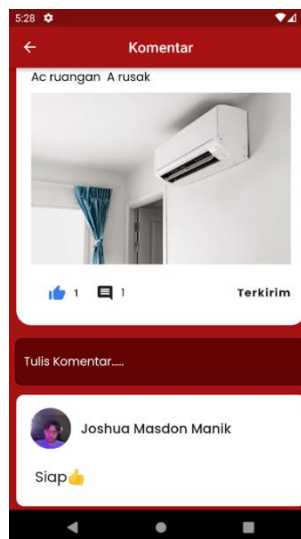 5:28
Komentar
Ac ruangan A rusak
1
1
Terkirim
Tulis Komentar.....
Joshua Masdon Manik
Siap👍